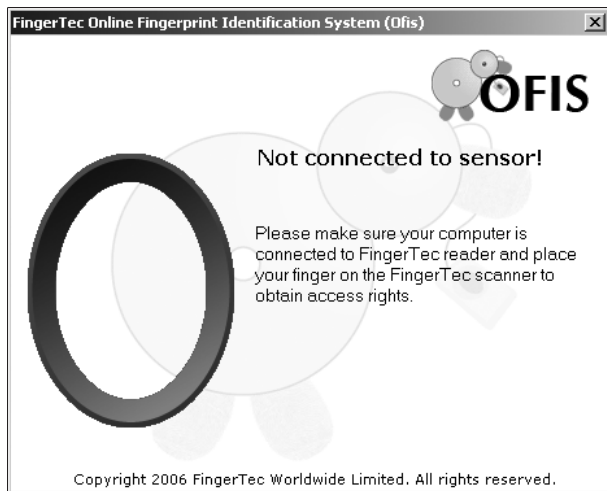 FingerTec Online Fingerprint Identification System (Ofis)
OFIS
Not connected to sensor!
Please make sure your computer is
connected to FingerTec reader and place
your finger on the FingerTec scanner to
obtain access rights.
Copyright 2006 FingerTec Worldwide Limited. All rights reserved.